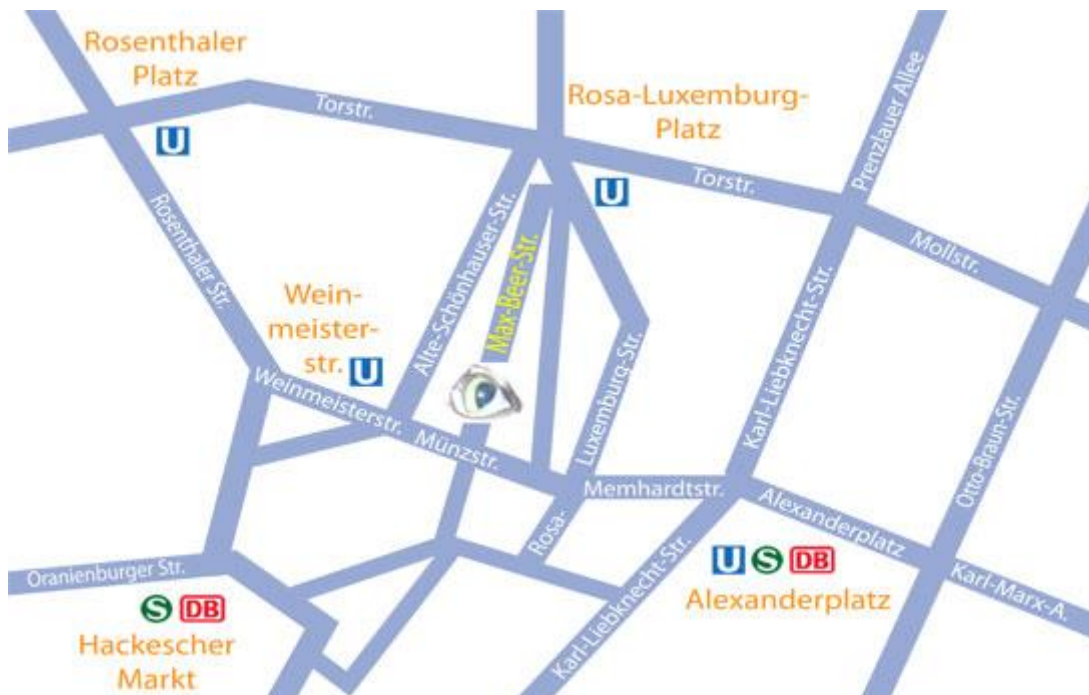 Rosenthaler
Platz
U
Torstr.
Rosa-Luxemburg-
Platz
U
Torstr.
Prenzlauer Allee
Mollstr.
Rosenthaler Str.
Alte-Schönhauser-Str.
Max-Beer-Str.
Wein-
meister-
str.
U
Weinmeisterstr.
Münzstr.
Rosa-
Luxemburg-Str.
Karl-Liebknecht-Str.
Otto-Braun-Str.
Memhardtstr.
Alexanderplatz
Karl-Marx-A.
U S DB
Alexanderplatz
Karl-Liebknecht-Str.
Oranienburger Str.
S DB
Hackescher
Markt